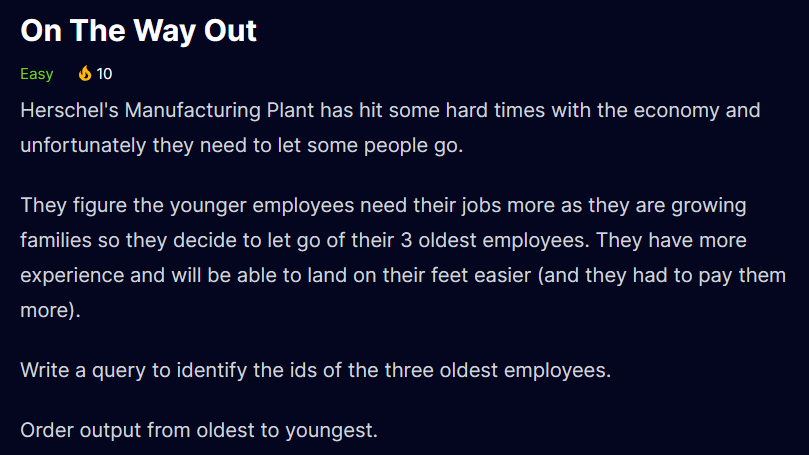 On The Way Out
Easy 🔥 10
Herschel's Manufacturing Plant has hit some hard times with the economy and
unfortunately they need to let some people go.
They figure the younger employees need their jobs more as they are growing
families so they decide to let go of their 3 oldest employees. They have more
experience and will be able to land on their feet easier (and they had to pay them
more).
Write a query to identify the ids of the three oldest employees.
Order output from oldest to youngest.